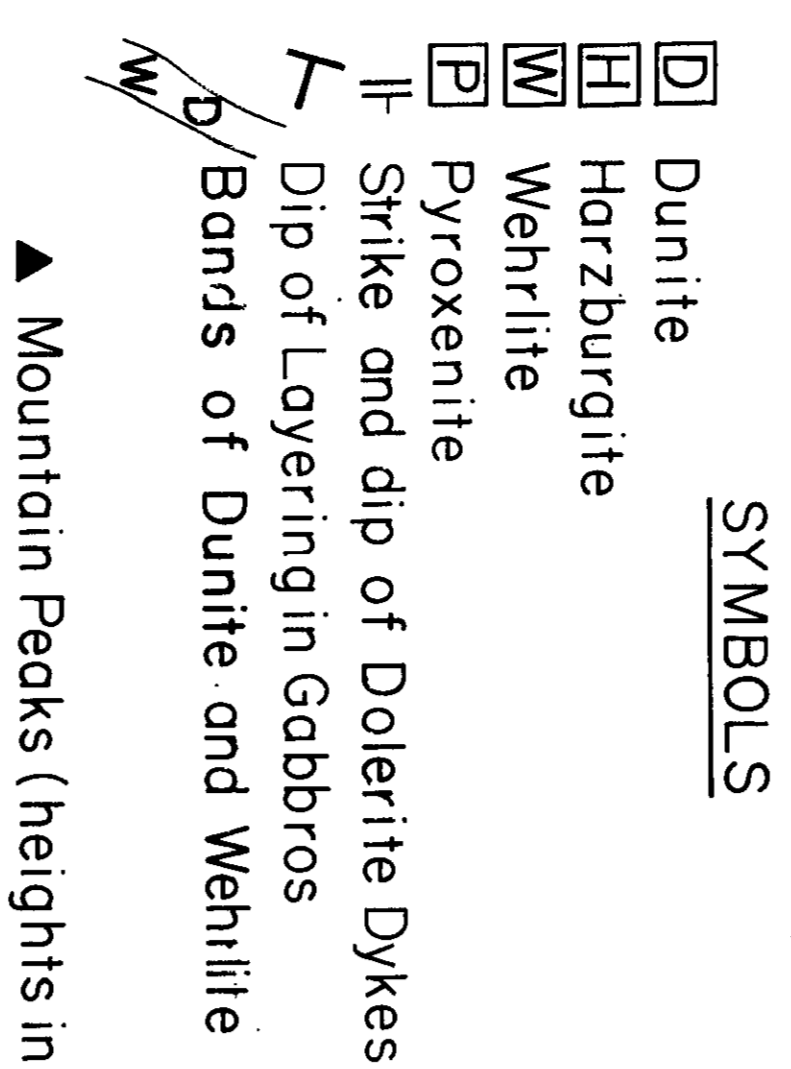 SYMBOLS
D Dunite
H Harzburgite
W Wehrlite
P Pyroxenite
Strike and dip of Dolerite Dykes
Dip of Layering in Gabbros
D W Bands of Dunite and Wehrlite
Mountain Peaks (heights in